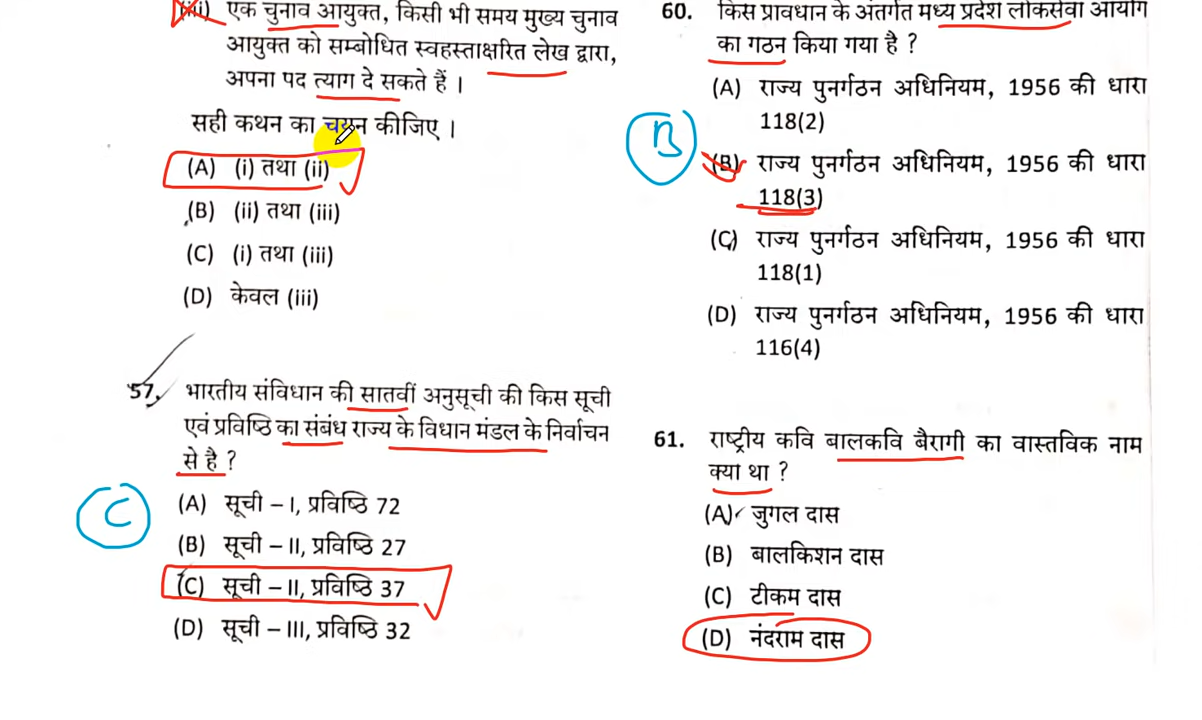 (iii) एक चुनाव आयुक्त, किसी भी समय मुख्य चुनाव
आयुक्त को सम्बोधित स्वहस्ताक्षरित लेख द्वारा,
अपना पद त्याग दे सकते हैं ।
सही कथन का चयन कीजिए ।
(A) (i) तथा (ii)
(B) (ii) तथा (iii)
(C) (i) तथा (iii)
(D) केवल (iii)
57. भारतीय संविधान की सातवीं अनुसूची की किस सूची
एवं प्रविष्ठि का संबंध राज्य के विधान मंडल के निर्वाचन
से है ?
C
(A) सूची – I, प्रविष्ठि 72
(B) सूची – II, प्रविष्ठि 27
(C) सूची – II, प्रविष्ठि 37
(D) सूची – III, प्रविष्ठि 32
60. किस प्रावधान के अंतर्गत मध्य प्रदेश लोकसेवा आयोग
का गठन किया गया है ?
(A) राज्य पुनर्गठन अधिनियम, 1956 की धारा
118(2)
B
(B) राज्य पुनर्गठन अधिनियम, 1956 की धारा
118(3)
(C) राज्य पुनर्गठन अधिनियम, 1956 की धारा
118(1)
(D) राज्य पुनर्गठन अधिनियम, 1956 की धारा
116(4)
61. राष्ट्रीय कवि बालकवि बैरागी का वास्तविक नाम
क्या था ?
(A) जुगल दास
(B) बालकिशन दास
(C) टीकम दास
(D) नंदराम दास